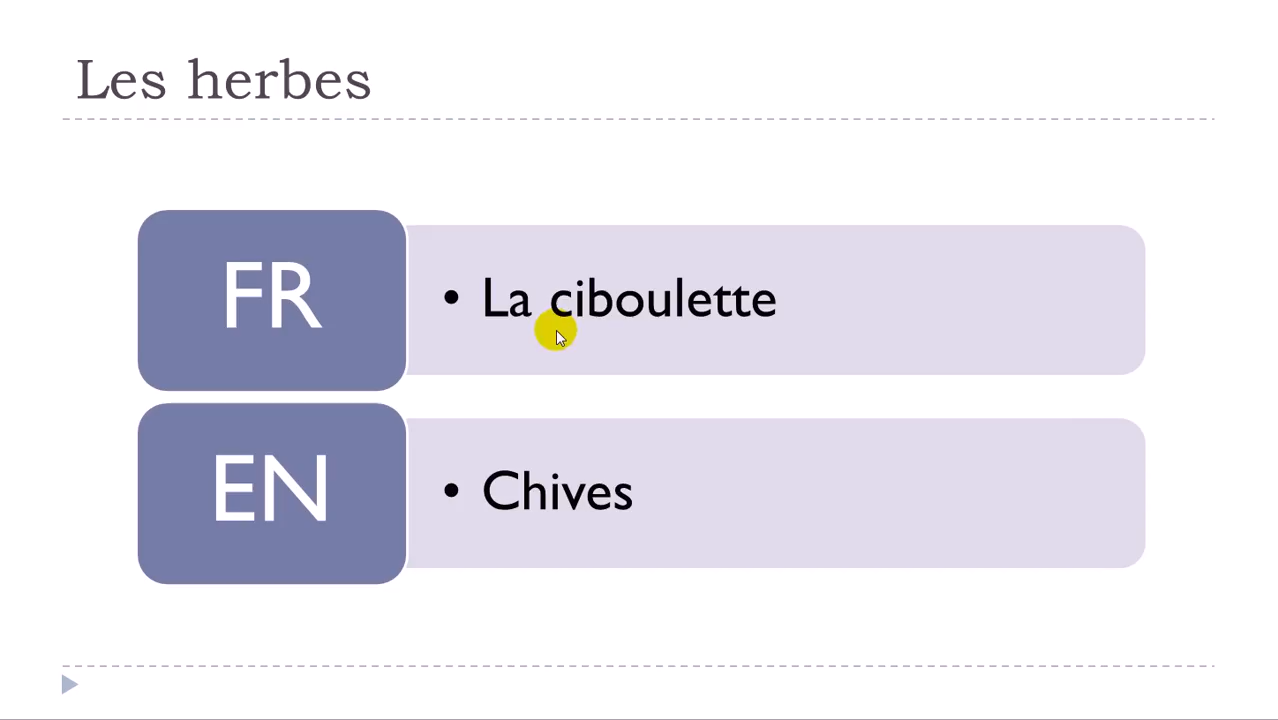 Les herbes
FR
• La ciboulette
EN
• Chives